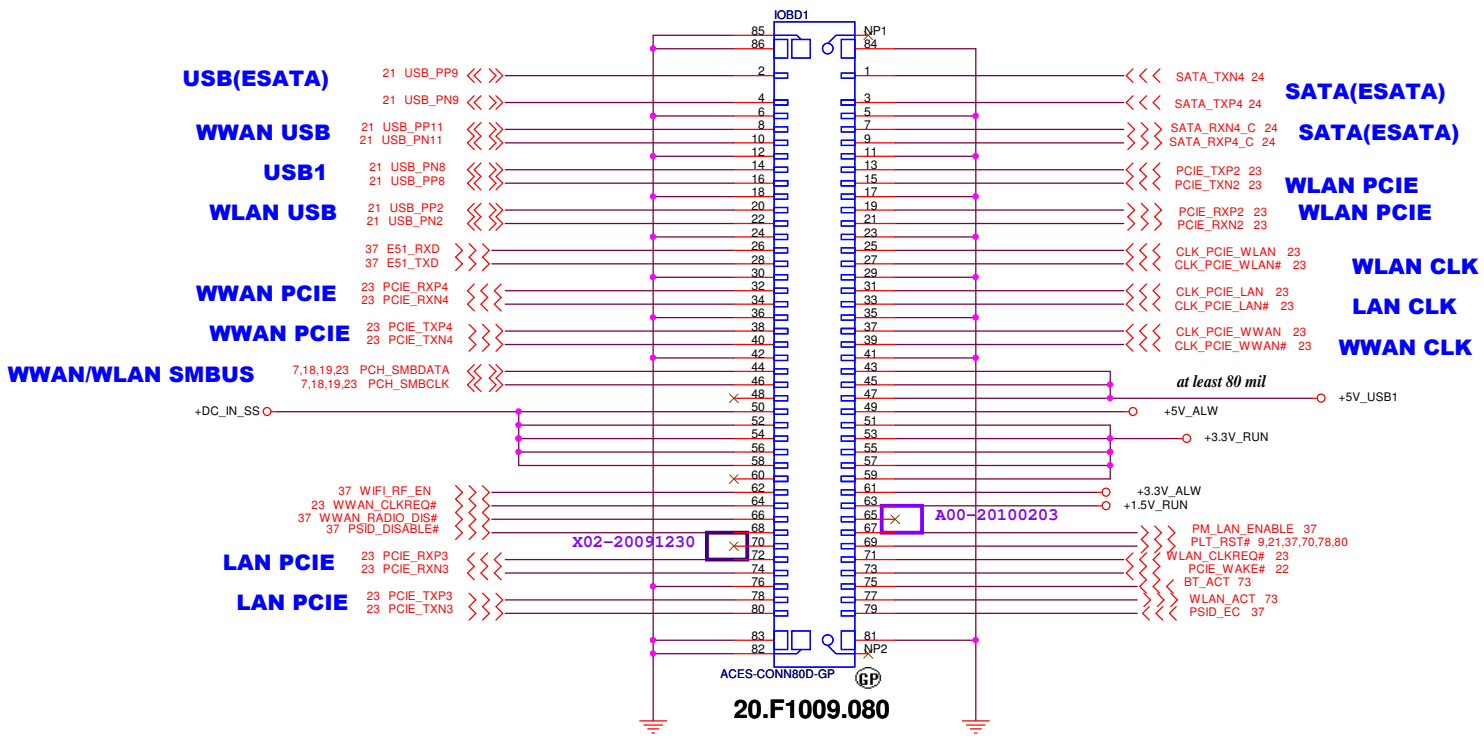 IOBD1
85 NP1
86 84
USB(ESATA) 21 USB_PP9 2 1 SATA_TXN4 24
SATA(ESATA)
21 USB_PN9 4 3 SATA_TXP4 24
6 5
WWAN USB 21 USB_PP11 8 7 SATA_RXN4_C 24 SATA(ESATA)
21 USB_PN11 10 9 SATA_RXP4_C 24
12 11
USB1 21 USB_PN8 14 13 PCIE_TXP2 23
21 USB_PP8 16 15 PCIE_TXN2 23 WLAN PCIE
18 17
WLAN USB 21 USB_PP2 20 19 PCIE_RXP2 23 WLAN PCIE
21 USB_PN2 22 21 PCIE_RXN2 23
24 23
37 E51_RXD 26 25 CLK_PCIE_WLAN 23
37 E51_TXD 28 27 CLK_PCIE_WLAN# 23 WLAN CLK
30 29
WWAN PCIE 23 PCIE_RXP4 32 31 CLK_PCIE_LAN 23
23 PCIE_RXN4 34 33 CLK_PCIE_LAN# 23 LAN CLK
36 35
WWAN PCIE 23 PCIE_TXP4 38 37 CLK_PCIE_WWAN 23
23 PCIE_TXN4 40 39 CLK_PCIE_WWAN# 23 WWAN CLK
42 41
WWAN/WLAN SMBUS 7,18,19,23 PCH_SMBDATA 44 43
7,18,19,23 PCH_SMBCLK 46 45 at least 80 mil
48 47 +5V_USB1
+DC_IN_SS 50 49 +5V_ALW
52 51
54 53 +3.3V_RUN
56 55
58 57
60 59
37 WIFI_RF_EN 62 61 +3.3V_ALW
23 WWAN_CLKREQ# 64 63 +1.5V_RUN
37 WWAN_RADIO_DIS# 66 65 A00-20100203
37 PSID_DISABLE# 68 67 PM_LAN_ENABLE 37
X02-20091230 70 69 PLT_RST# 9,21,37,70,78,80
LAN PCIE 23 PCIE_RXP3 72 71 WLAN_CLKREQ# 23
23 PCIE_RXN3 74 73 PCIE_WAKE# 22
76 75 BT_ACT 73
LAN PCIE 23 PCIE_TXP3 78 77 WLAN_ACT 73
23 PCIE_TXN3 80 79 PSID_EC 37
83 81
82 NP2
ACES-CONN80D-GP GP
20.F1009.080